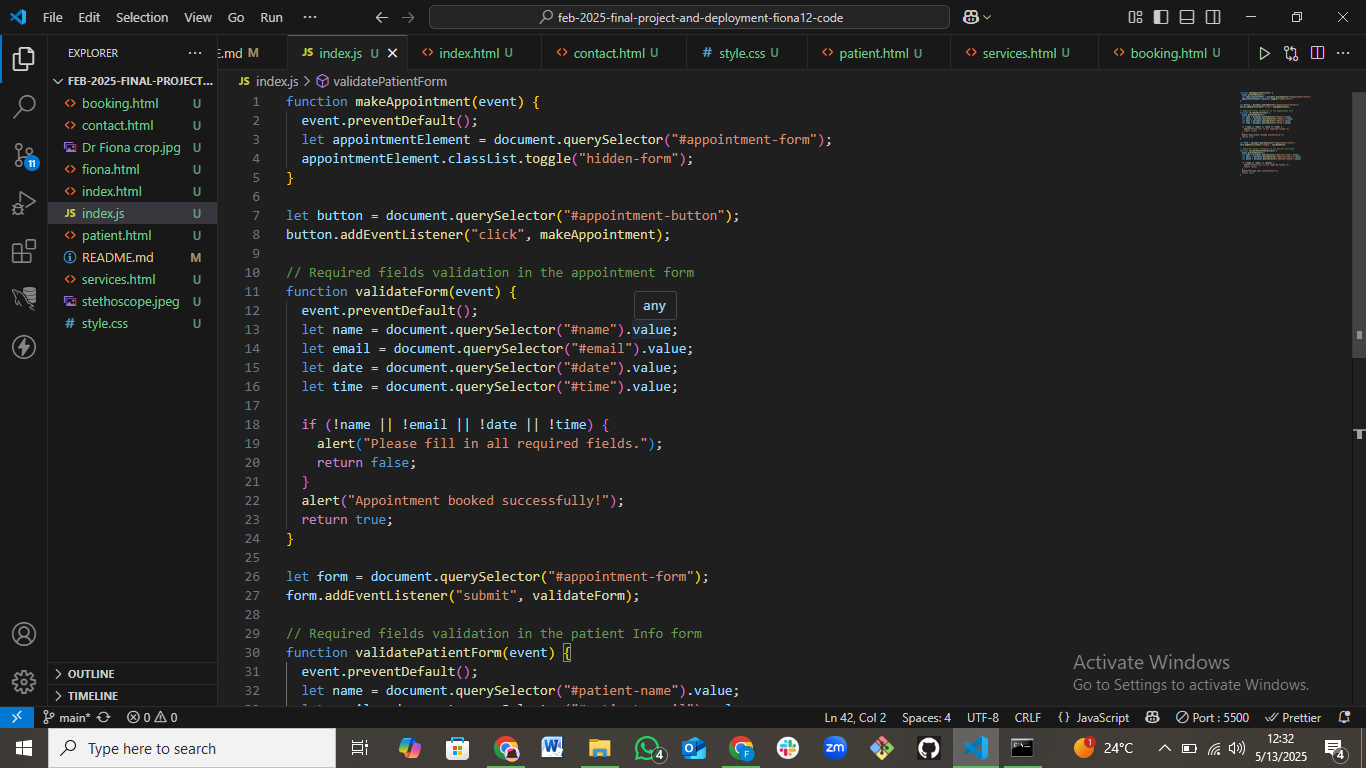 File Edit Selection View Go Run ···
feb-2025-final-project-and-deployment-fiona12-code
EXPLORER ···
E.md M
JS index.js U
index.html U
contact.html U
# style.css U
patient.html U
services.html U
booking.html U
FEB-2025-FINAL-PROJECT...
JS index.js > validatePatientForm
booking.html U
contact.html U
Dr Fiona crop.jpg U
fiona.html U
index.html U
JS index.js U
patient.html U
README.md M
services.html U
stethoscope.jpeg U
# style.css U
11
1 function makeAppointment(event) {
2 event.preventDefault();
3 let appointmentElement = document.querySelector("#appointment-form");
4 appointmentElement.classList.toggle("hidden-form");
5 }
6
7 let button = document.querySelector("#appointment-button");
8 button.addEventListener("click", makeAppointment);
9
10 // Required fields validation in the appointment form
11 function validateForm(event) {
any
12 event.preventDefault();
13 let name = document.querySelector("#name").value;
14 let email = document.querySelector("#email").value;
15 let date = document.querySelector("#date").value;
16 let time = document.querySelector("#time").value;
17
18 if (!name || !email || !date || !time) {
19 alert("Please fill in all required fields.");
20 return false;
21 }
22 alert("Appointment booked successfully!");
23 return true;
24 }
25
26 let form = document.querySelector("#appointment-form");
27 form.addEventListener("submit", validateForm);
28
29 // Required fields validation in the patient Info form
30 function validatePatientForm(event) {
31 event.preventDefault();
32 let name = document.querySelector("#patient-name").value;
OUTLINE
TIMELINE
Activate Windows
Go to Settings to activate Windows.
main* 0 0
Ln 42, Col 2 Spaces: 4 UTF-8 CRLF {} JavaScript Port : 5500 Prettier
Type here to search
4
zm
1
24°C
12:32
5/13/2025
4